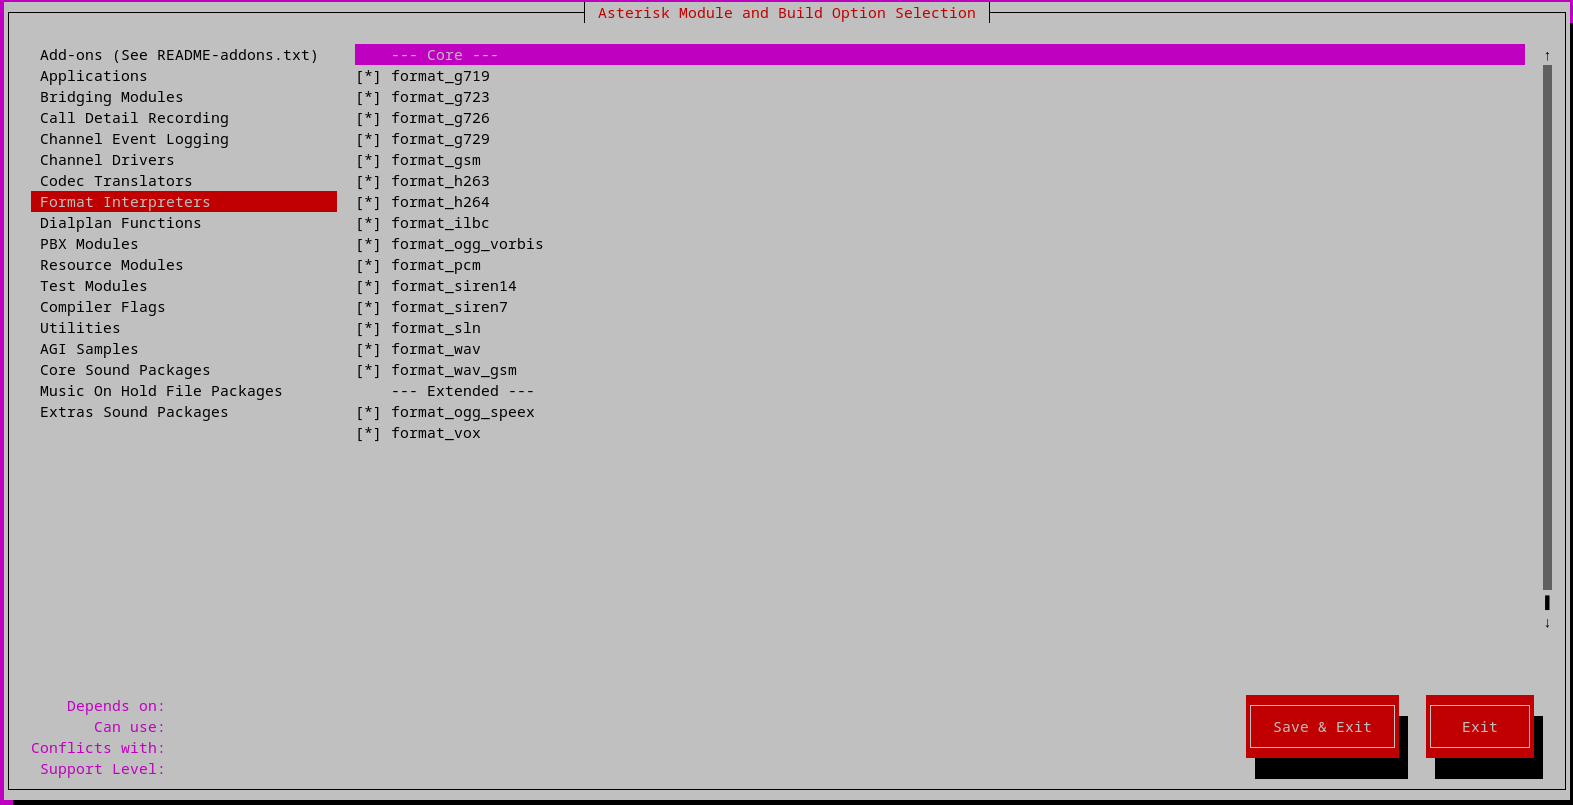 Asterisk Module and Build Option Selection
Add-ons (See README-addons.txt)
Applications
Bridging Modules
Call Detail Recording
Channel Event Logging
Channel Drivers
Codec Translators
Format Interpreters
Dialplan Functions
PBX Modules
Resource Modules
Test Modules
Compiler Flags
Utilities
AGI Samples
Core Sound Packages
Music On Hold File Packages
Extras Sound Packages
--- Core ---
[*] format_g719
[*] format_g723
[*] format_g726
[*] format_g729
[*] format_gsm
[*] format_h263
[*] format_h264
[*] format_ilbc
[*] format_ogg_vorbis
[*] format_pcm
[*] format_siren14
[*] format_siren7
[*] format_sln
[*] format_wav
[*] format_wav_gsm
--- Extended ---
[*] format_ogg_speex
[*] format_vox
↑
↓
Depends on:
Can use:
Conflicts with:
Support Level:
Save & Exit
Exit